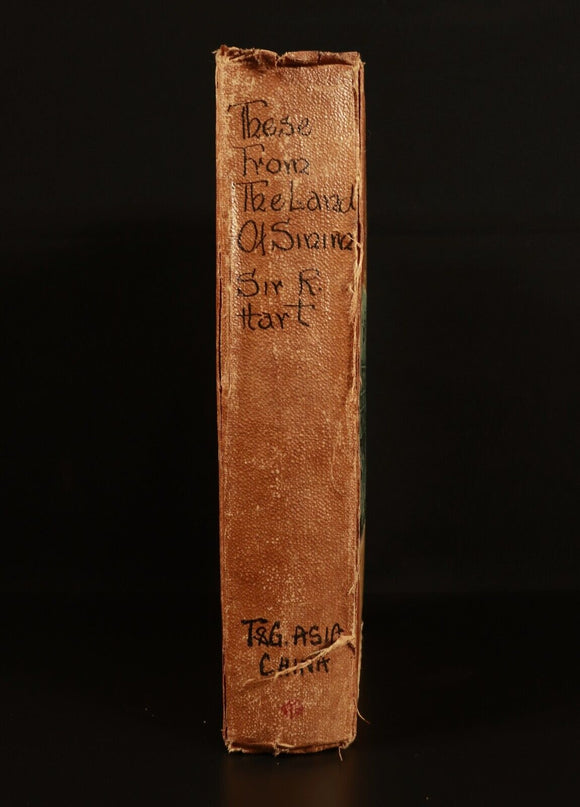 These
From
The Land
Of Sinim
Sir R
Hart
T&G. ASIA
CHINA